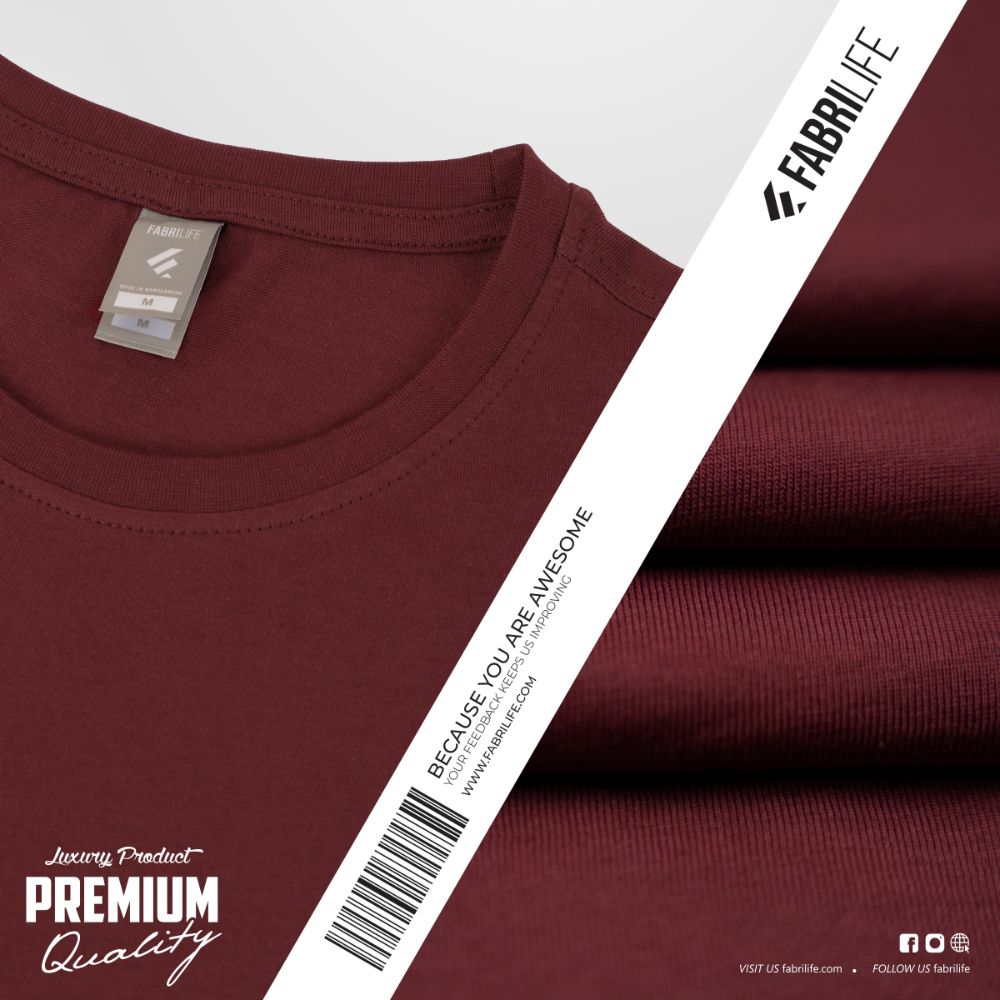 FABRILIFE
FABRILIFE
MADE IN BANGLADESH
M
M
BECAUSE YOU ARE AWESOME
YOUR FEEDBACK KEEPS US IMPROVING
WWW.FABRILIFE.COM
Luxury Product
PREMIUM
Quality
VISIT US fabrilife.com • FOLLOW US fabrilife